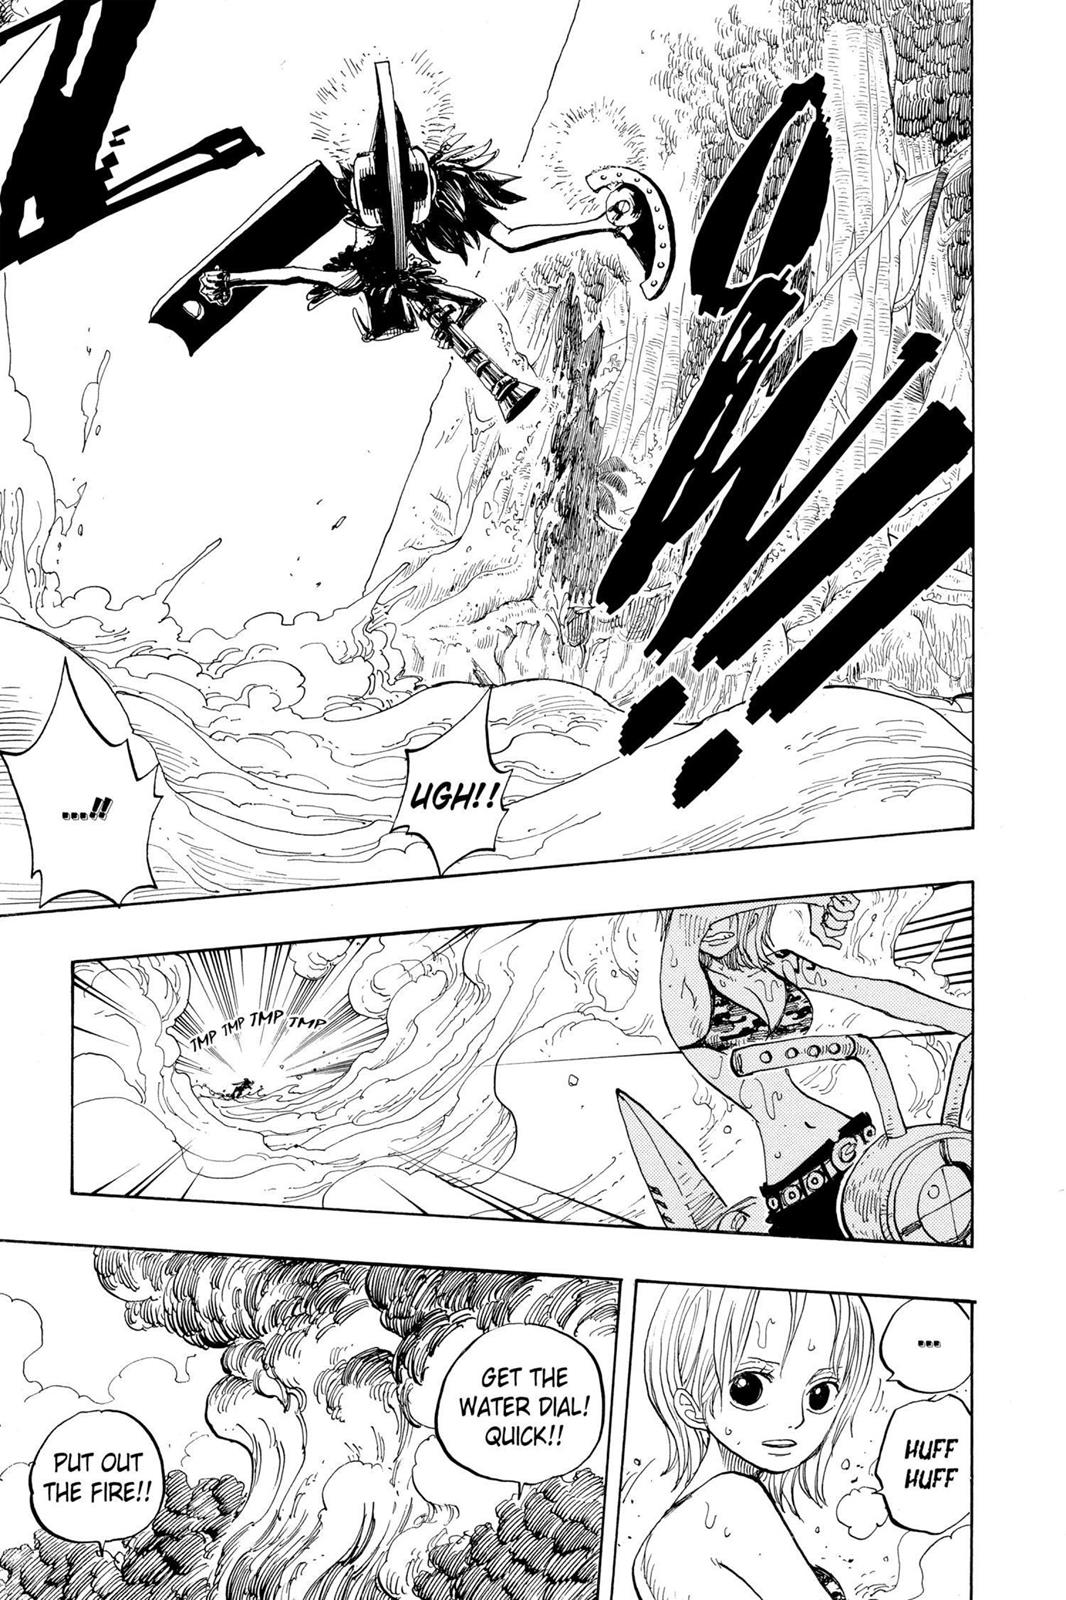 UGH!!
...!!
TMP TMP TMP TMP
...
HUFF
HUFF
GET THE
WATER DIAL!
QUICK!!
PUT OUT
THE FIRE!!